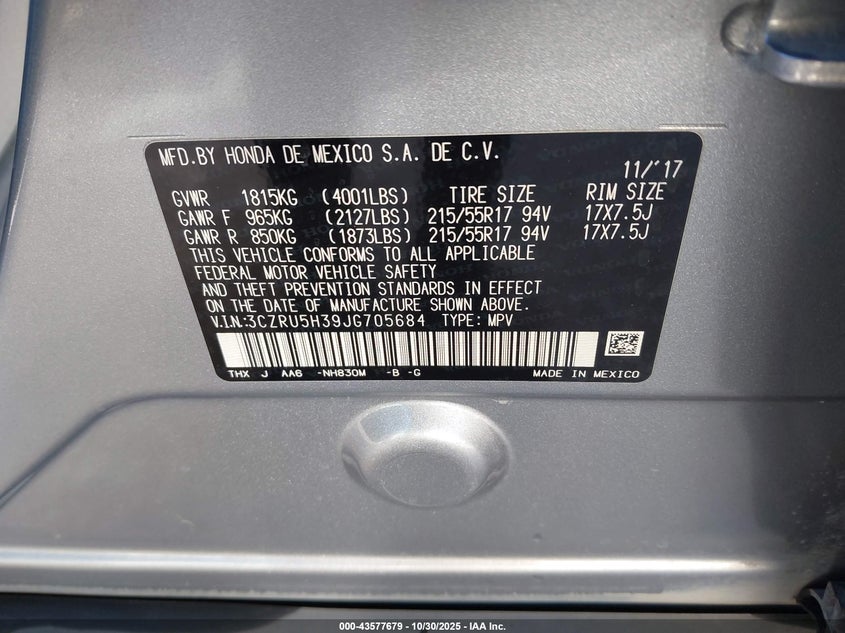 MFD.BY HONDA DE MEXICO S.A. DE C.V.
11/'17
GVWR 1815KG (4001LBS) TIRE SIZE RIM SIZE
GAWR F 965KG (2127LBS) 215/55R17 94V 17X7.5J
GAWR R 850KG (1873LBS) 215/55R17 94V 17X7.5J
THIS VEHICLE CONFORMS TO ALL APPLICABLE
FEDERAL MOTOR VEHICLE SAFETY
AND THEFT PREVENTION STANDARDS IN EFFECT
ON THE DATE OF MANUFACTURE SHOWN ABOVE.
V.I.N:3CZRU5H39JG705684 TYPE: MPV
THX J AA6 -NH830M -B -G MADE IN MEXICO
000-43577679 - 10/30/2025 - IAA Inc.